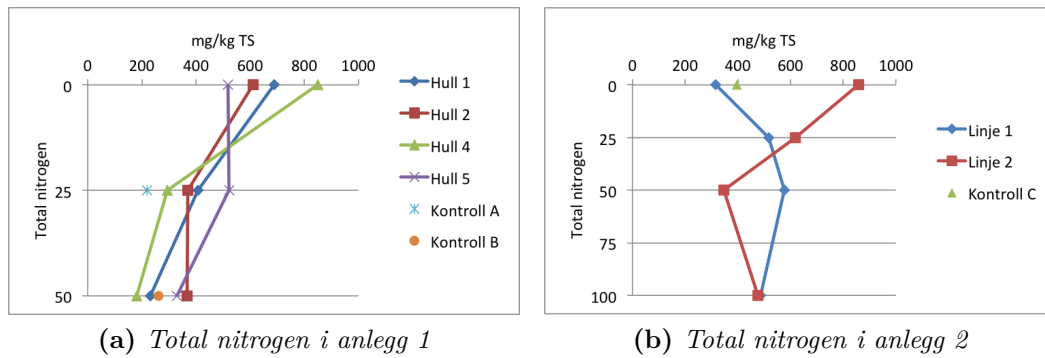 mg/kg TS
0 200 400 600 800 1000
0
25
50
Total nitrogen
Hull 1
Hull 2
Hull 4
Hull 5
Kontroll A
Kontroll B
(a) Total nitrogen i anlegg 1
mg/kg TS
0 200 400 600 800 1000
0
25
50
75
100
Total nitrogen
Linje 1
Linje 2
Kontroll C
(b) Total nitrogen i anlegg 2